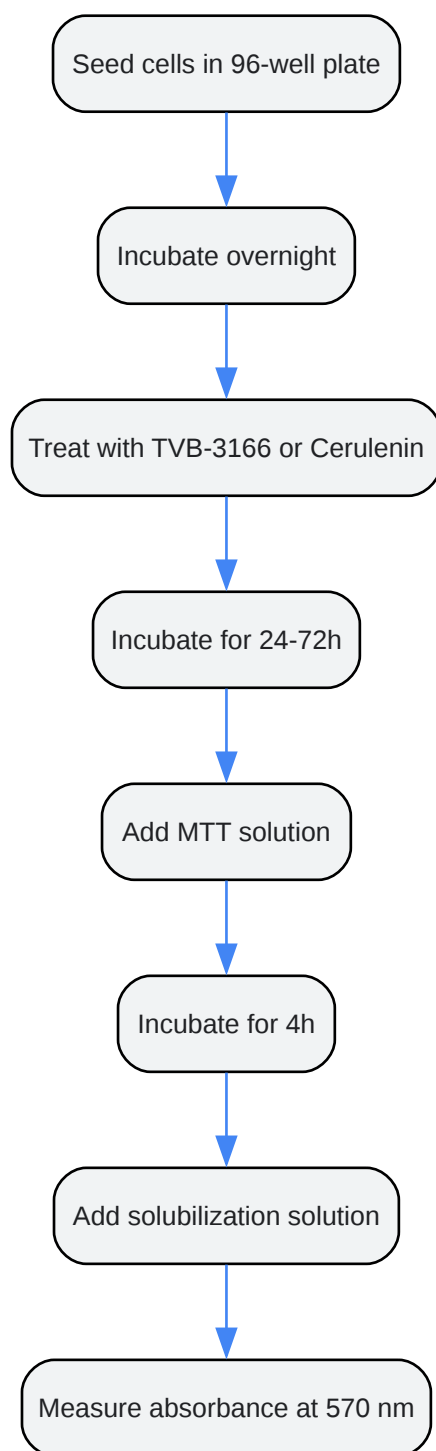 Seed cells in 96-well plate
Incubate overnight
Treat with TVB-3166 or Cerulenin
Incubate for 24-72h
Add MTT solution
Incubate for 4h
Add solubilization solution
Measure absorbance at 570 nm